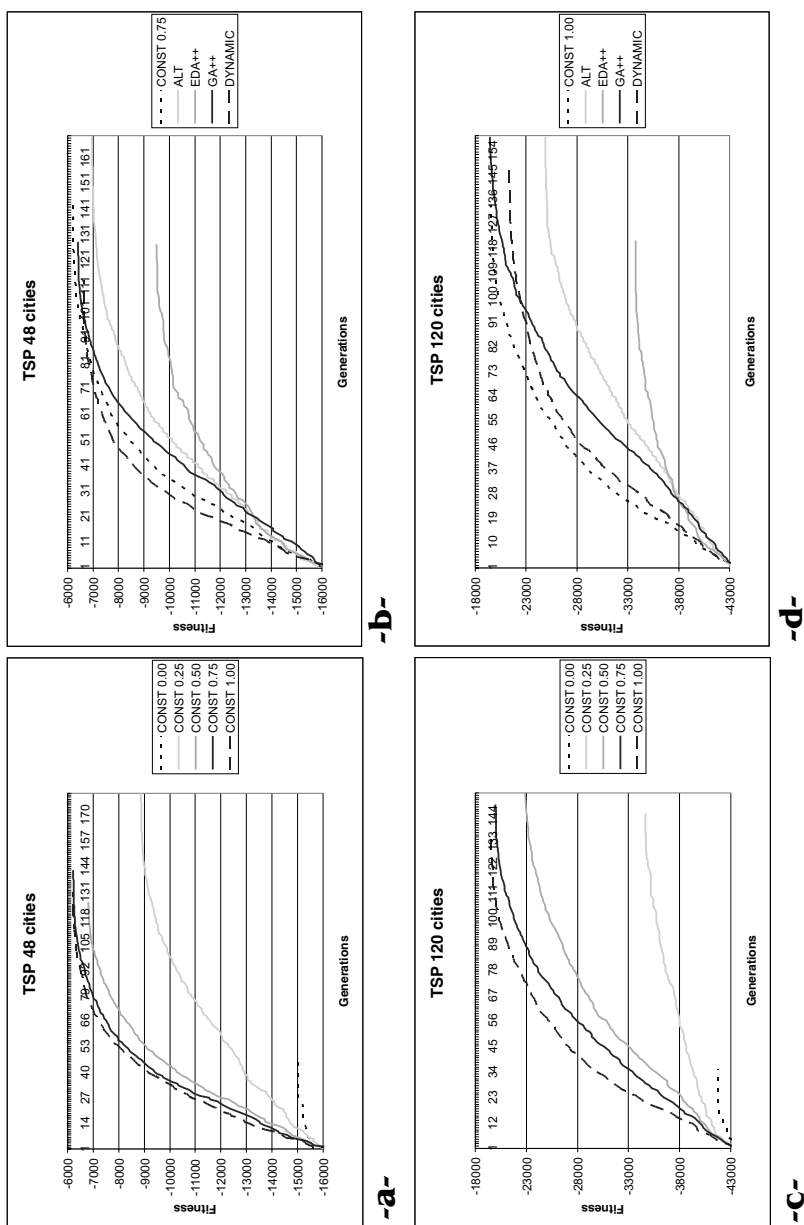 TSP 48 cities
-6000
1 14 27 40 53 66 79 92 105 118 131 144 157 170
-7000
-8000
-9000
-10000
-11000
-12000
-13000
-14000
-15000
-16000
Fitness
Generations
CONST 0.00
CONST 0.25
CONST 0.50
CONST 0.75
CONST 1.00
-a-
TSP 48 cities
-6000
1 11 21 31 41 51 61 71 81 91 101 111 121 131 141 151 161
-7000
-8000
-9000
-10000
-11000
-12000
-13000
-14000
-15000
-16000
Fitness
Generations
CONST 0.75
ALT
EDA++
GA++
DYNAMIC
-b-
TSP 120 cities
-18000
1 12 23 34 45 56 67 78 89 100 111 122 133 144
-23000
-28000
-33000
-38000
-43000
Fitness
Generations
CONST 0.00
CONST 0.25
CONST 0.50
CONST 0.75
CONST 1.00
-c-
TSP 120 cities
-18000
1 10 19 28 37 46 55 64 73 82 91 100 109 118 127 136 145 154
-23000
-28000
-33000
-38000
-43000
Fitness
Generations
CONST 1.00
ALT
EDA++
GA++
DYNAMIC
-d-